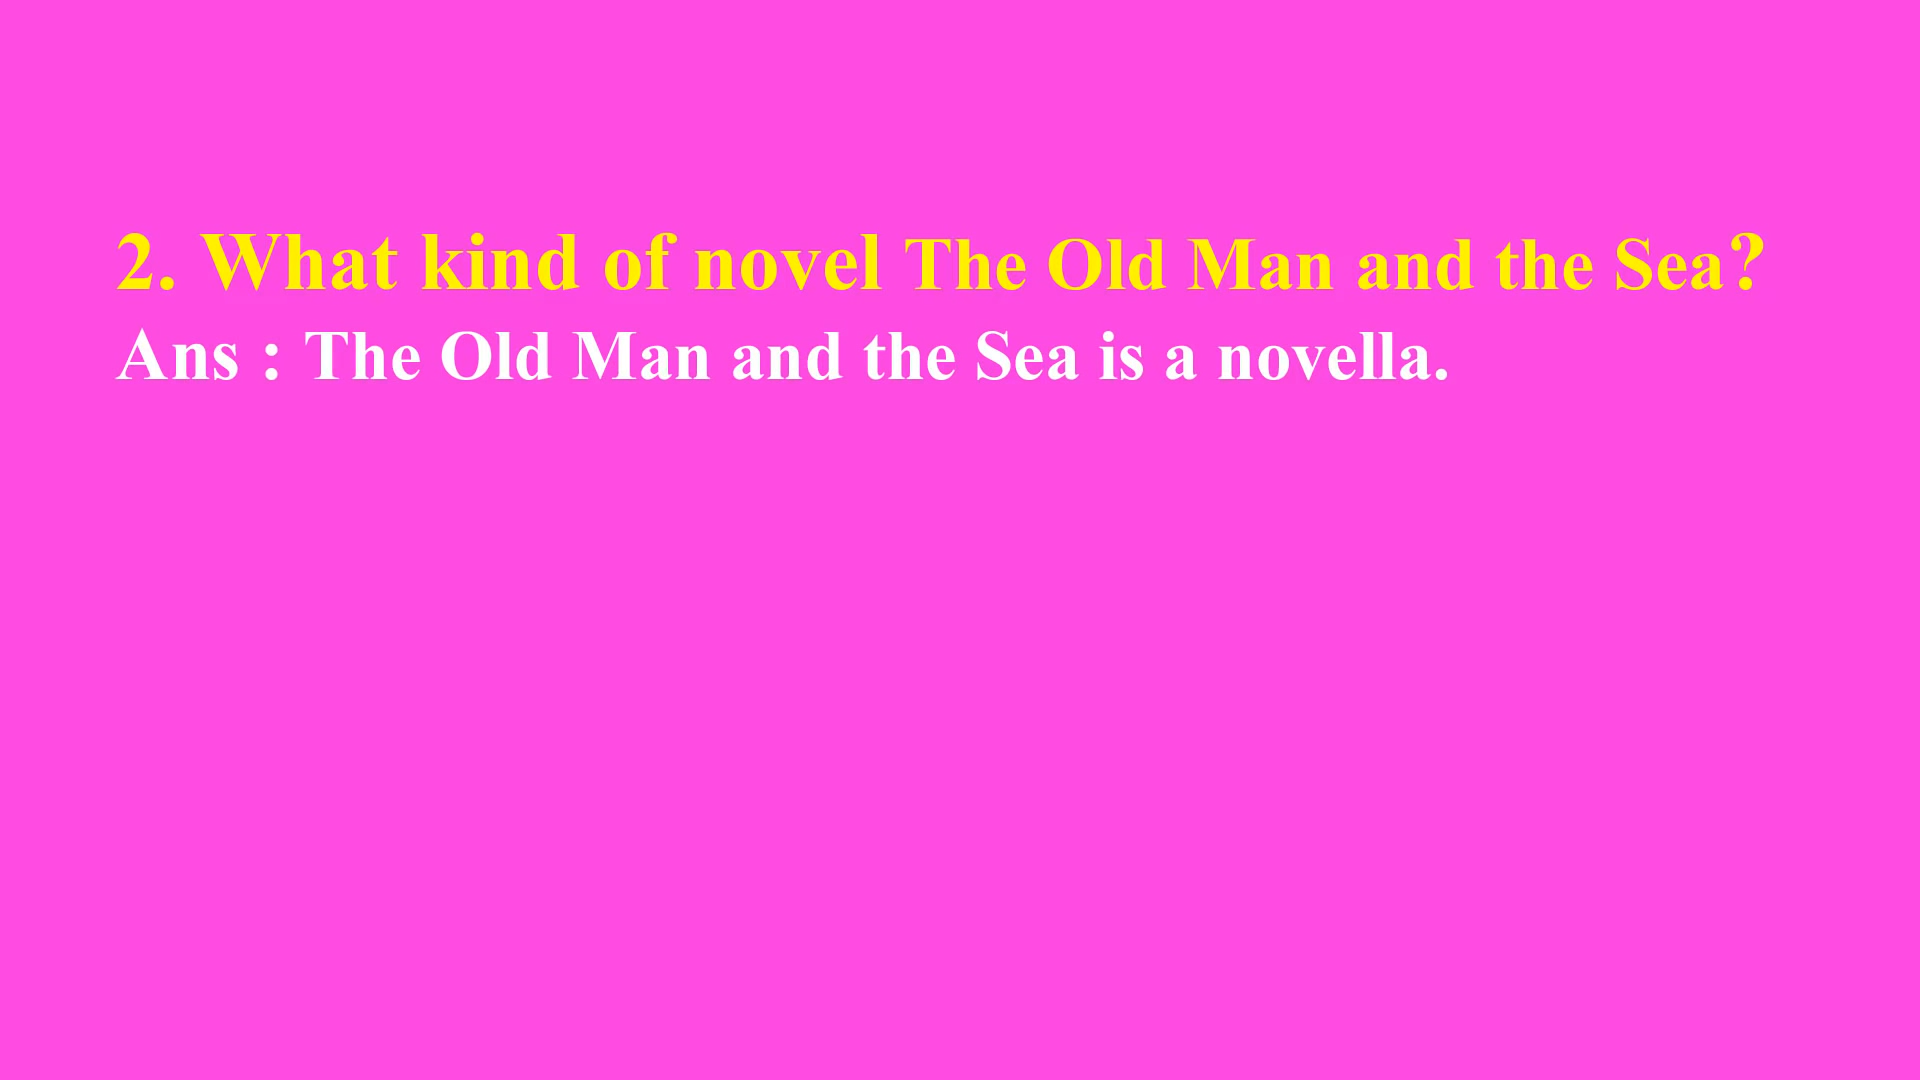 2. What kind of novel The Old Man and the Sea?
Ans : The Old Man and the Sea is a novella.